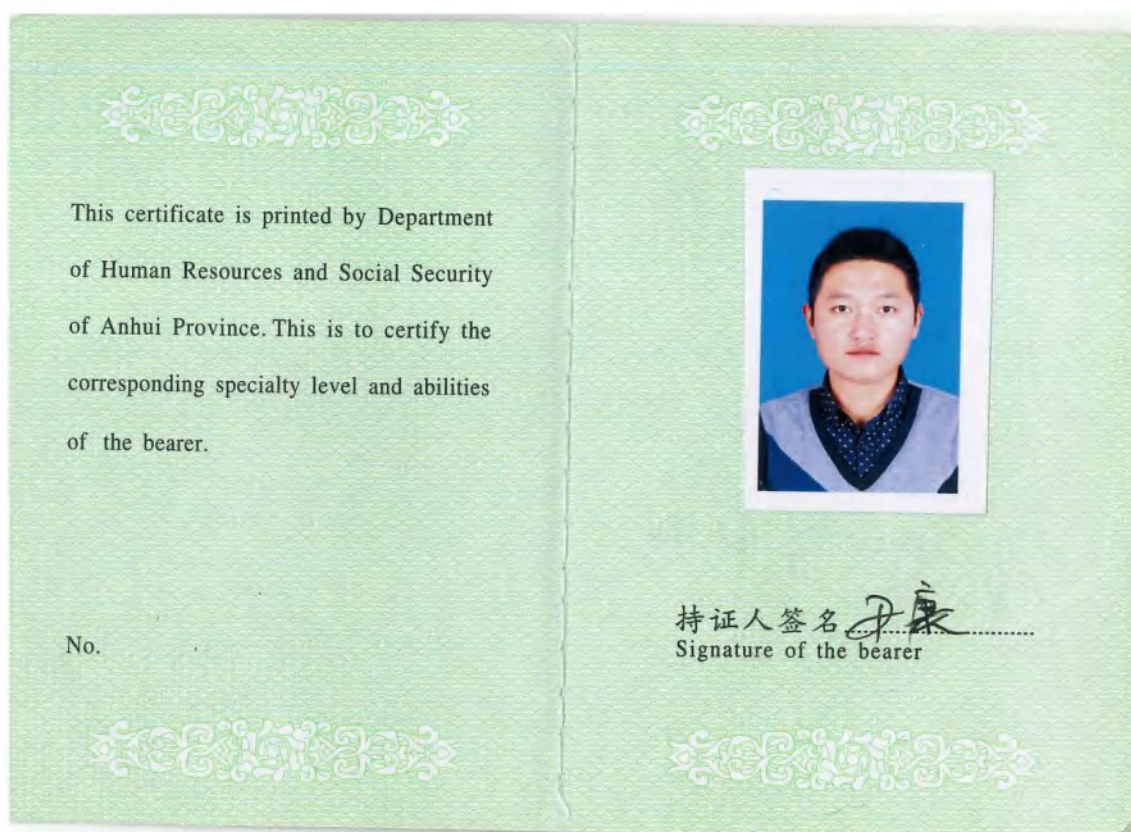 This certificate is printed by Department
of Human Resources and Social Security
of Anhui Province. This is to certify the
corresponding specialty level and abilities
of the bearer.
No.
持证人签名 尹康
Signature of the bearer